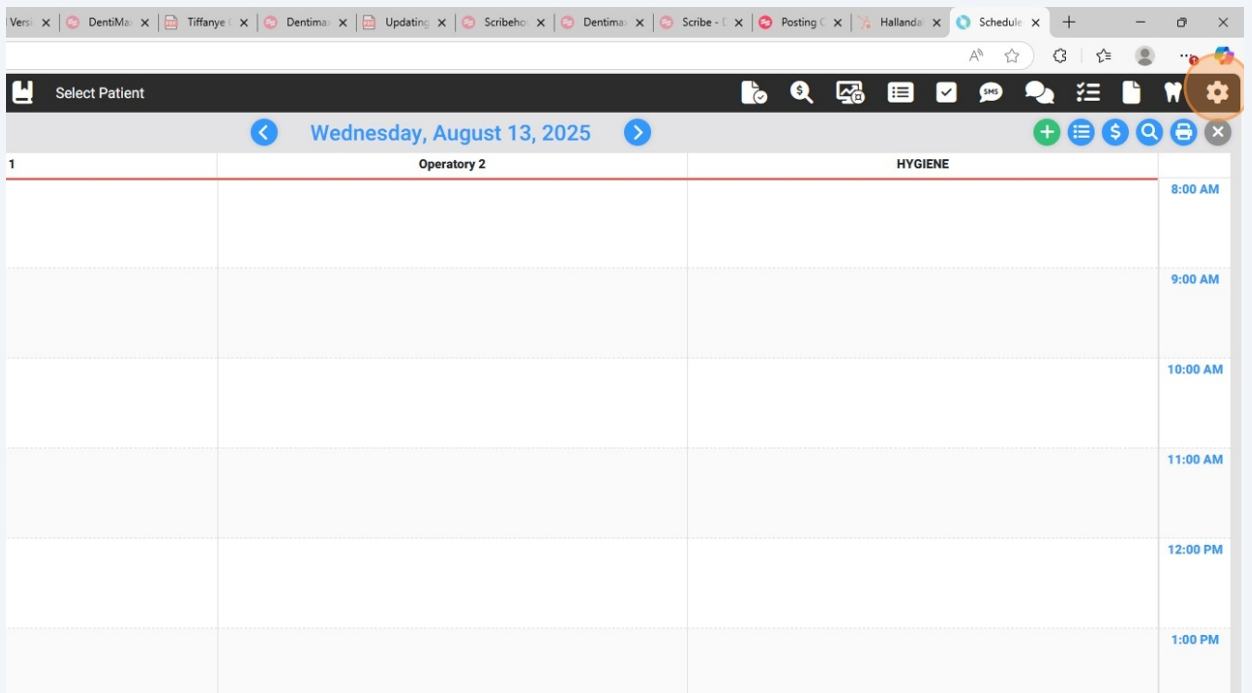 Versi DentiMa Tiffanye Dentima Updating Scribeho Dentima Scribe - Posting Hallanda Schedule
Select Patient
SMS
Wednesday, August 13, 2025
1 Operatory 2 HYGIENE
8:00 AM
9:00 AM
10:00 AM
11:00 AM
12:00 PM
1:00 PM